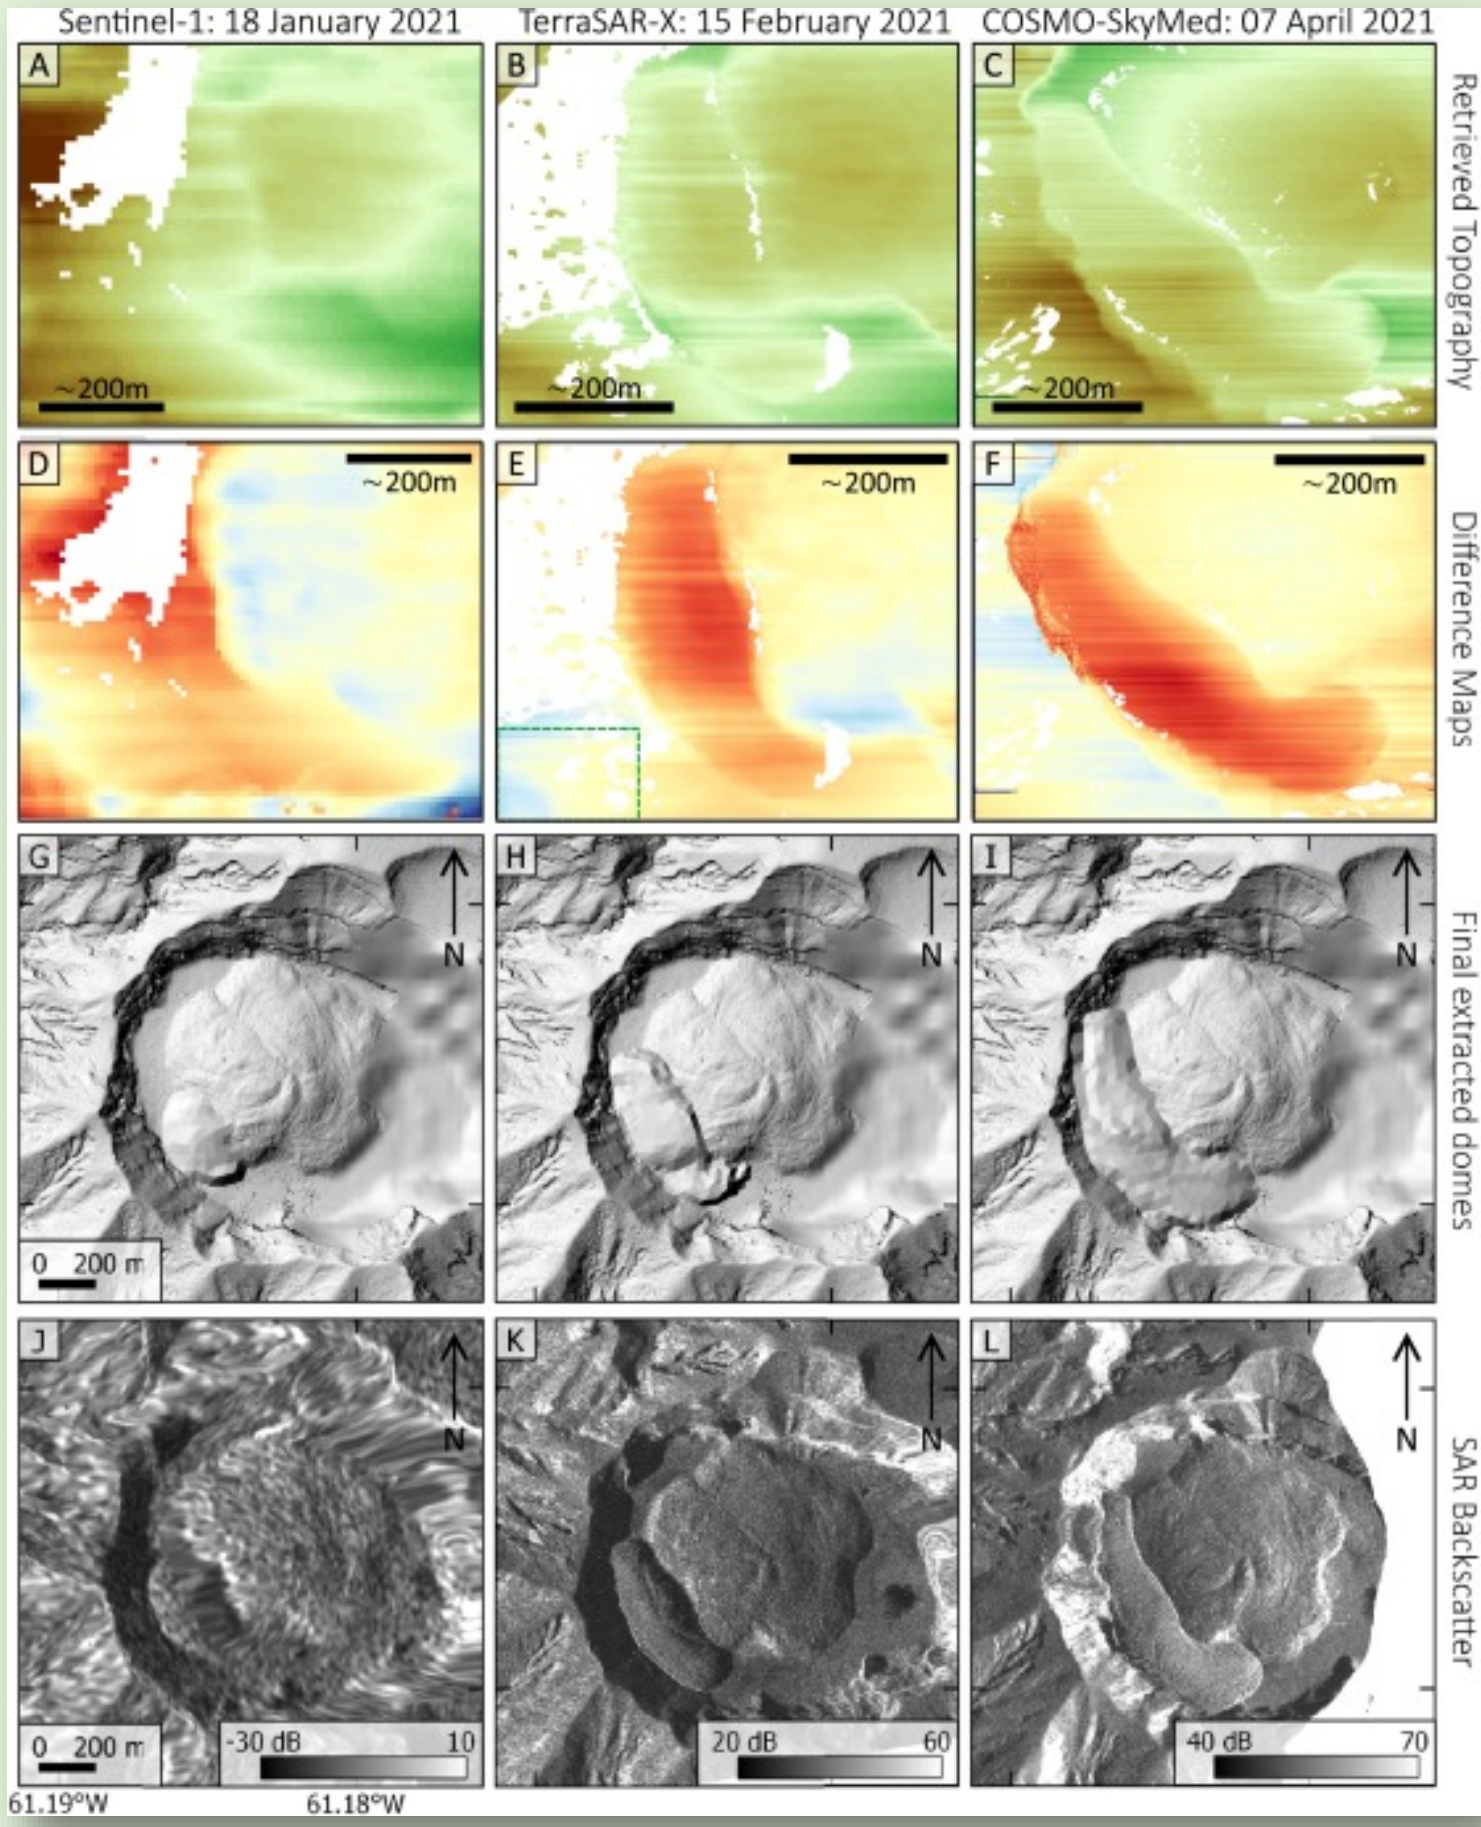 Sentinel-1: 18 January 2021
TerraSAR-X: 15 February 2021
COSMO-SkyMed: 07 April 2021
A
B
C
~200m
~200m
~200m
Retrieved Topography
D
E
F
~200m
~200m
~200m
Difference Maps
G
H
I
N
N
N
0 200 m
Final extracted domes
J
K
L
N
N
N
0 200 m
-30 dB 10
20 dB 60
40 dB 70
SAR Backscatter
61.19°W
61.18°W